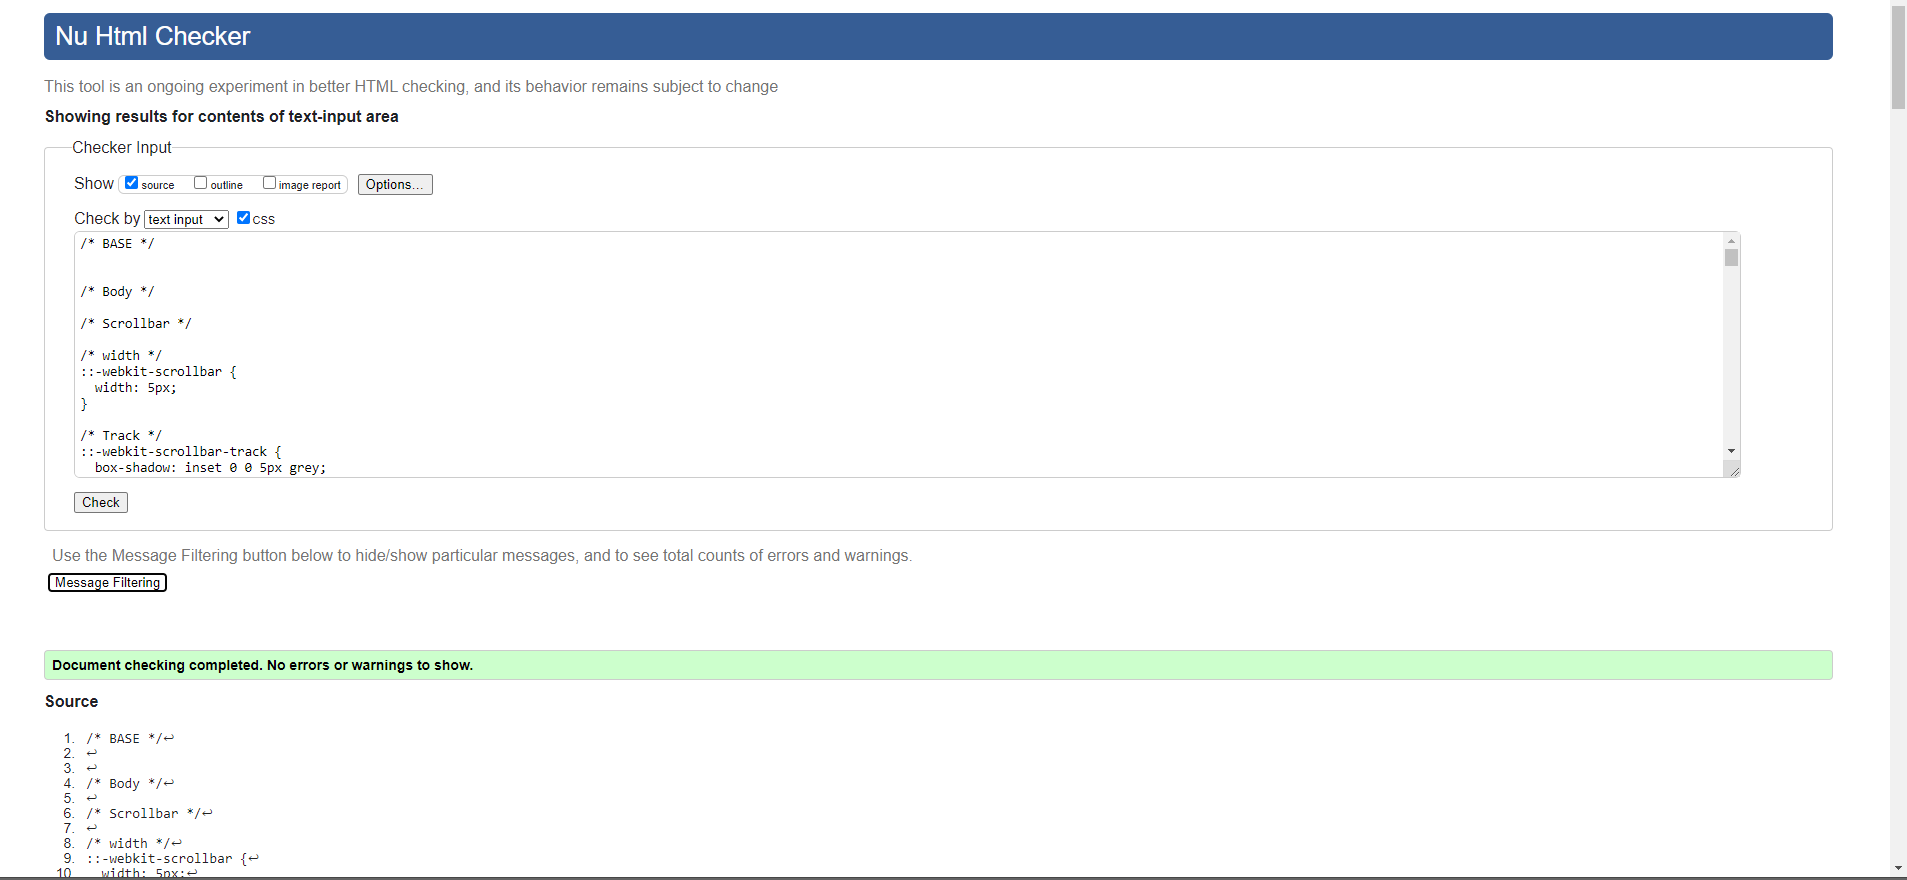 Nu Html Checker
This tool is an ongoing experiment in better HTML checking, and its behavior remains subject to change
Showing results for contents of text-input area
Checker Input
Show source outline image report Options...
Check by text input css
/* BASE */
/* Body */
/* Scrollbar */
/* width */
::-webkit-scrollbar {
width: 5px;
}
/* Track */
::-webkit-scrollbar-track {
box-shadow: inset 0 0 5px grey;
Check
Use the Message Filtering button below to hide/show particular messages, and to see total counts of errors and warnings.
Message Filtering
Document checking completed. No errors or warnings to show.
Source
1. /* BASE */↩
2. ↩
3. ↩
4. /* Body */↩
5. ↩
6. /* Scrollbar */↩
7. ↩
8. /* width */↩
9. ::-webkit-scrollbar {↩
10. width: 5px;↩